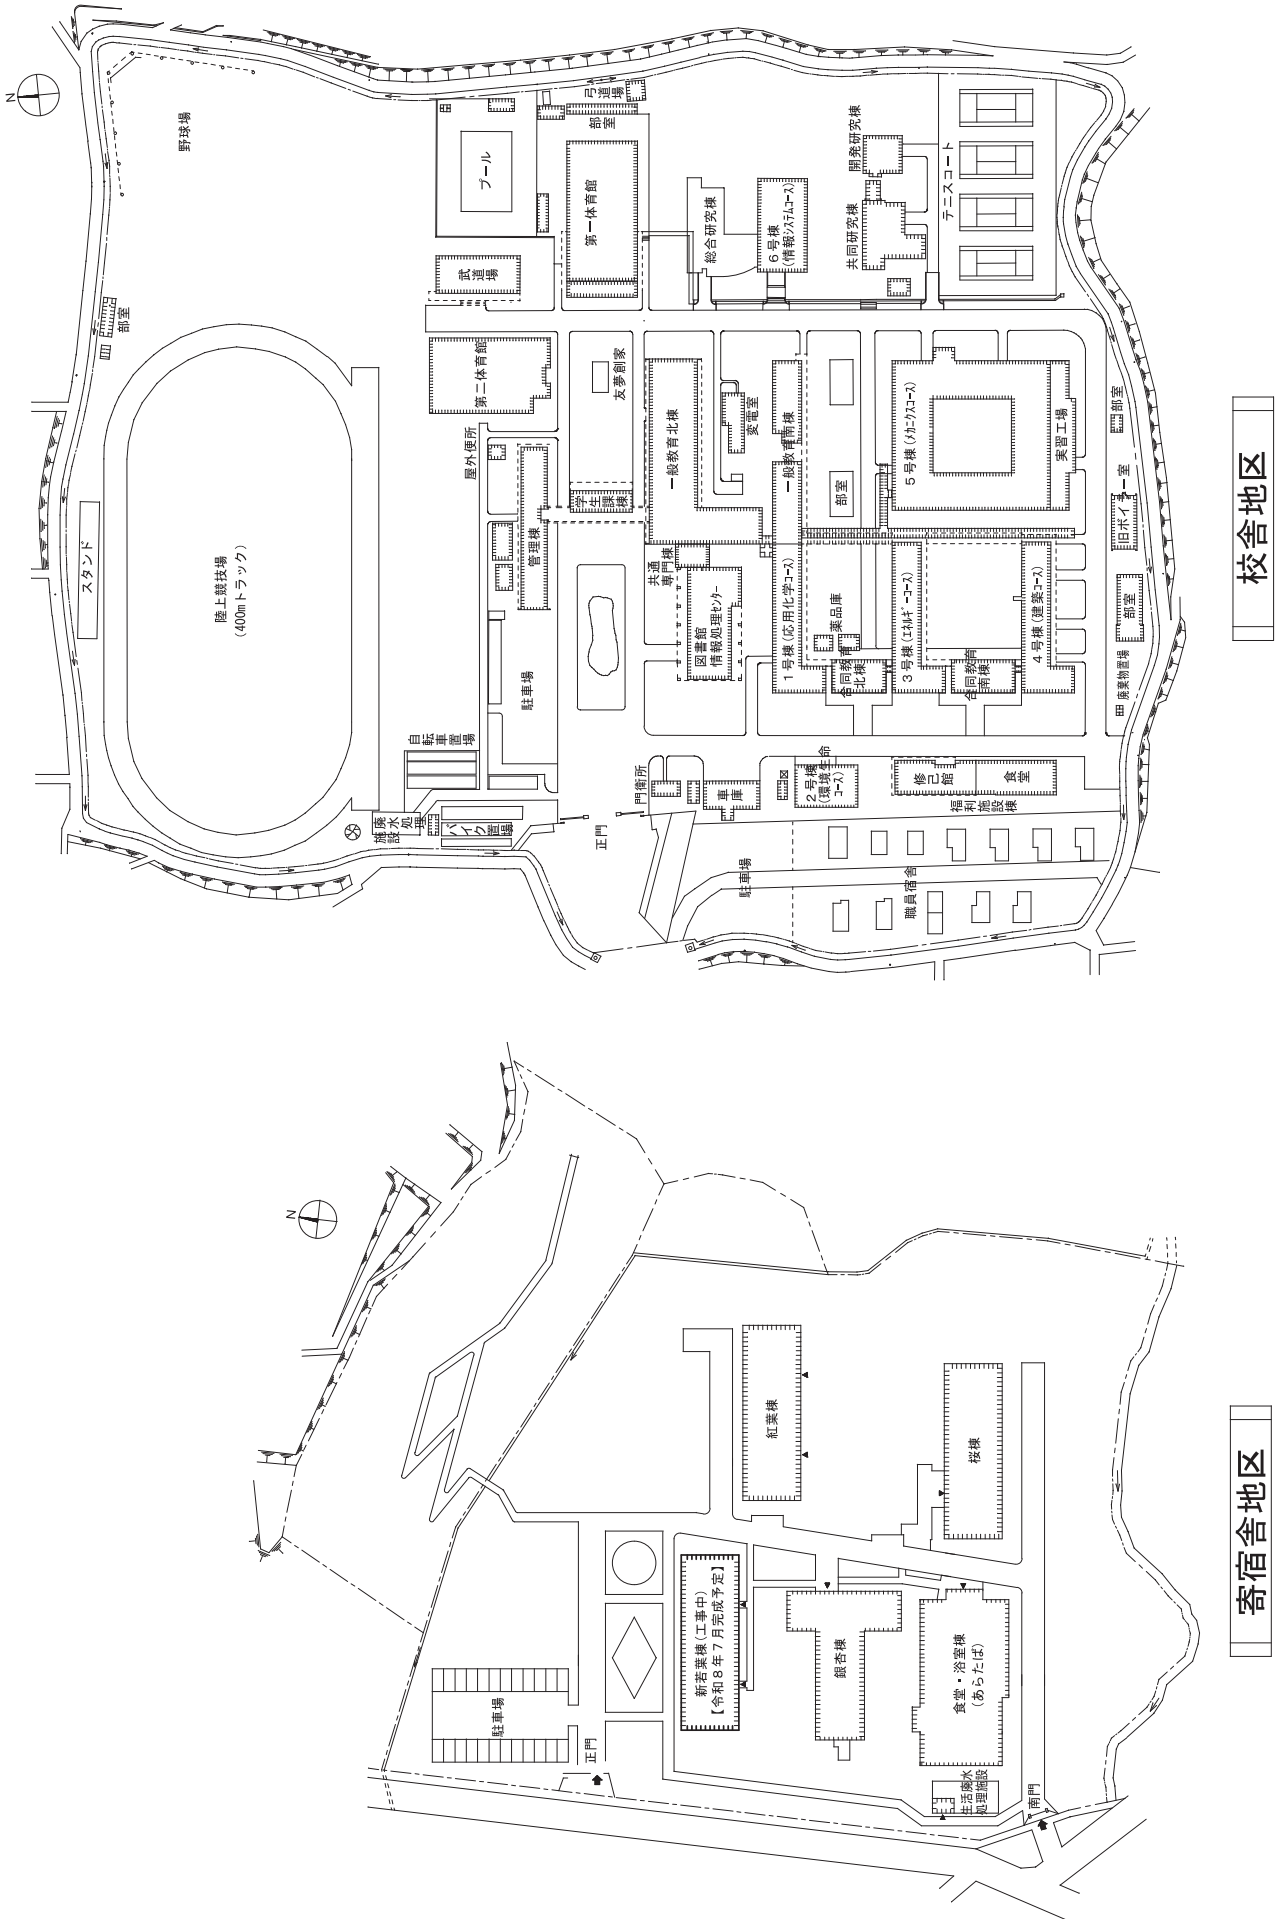 校舎地区
N
野球場
部室
スタンド
陸上競技場
(400mトラック)
プール
弓道場
部室
第一体育館
武道場
第二体育館
屋外便所
友夢創家
学生課棟
管理棟
駐車場
自転車置場
廃水処理
施設
バイク置場
正門
門衛所
車庫
駐車場
職員宿舎
総合研究棟
6号棟
(情報ｼｽﾃﾑｺｰｽ)
開発研究棟
共同研究棟
テニスコート
一般教育北棟
変電室
一般教育南棟
部室
5号棟(ﾒｶﾆｸｽｺｰｽ)
実習工場
共通
専門棟
図書館
情報処理ｾﾝﾀｰ
1号棟(応用化学ｺｰｽ)
薬品庫
合同教育
北棟
3号棟(ｴﾈﾙｷﾞｰｺｰｽ)
合同教育
南棟
4号棟(建築ｺｰｽ)
2号棟
(環境生命
ｺｰｽ)
修己館
食堂
福利施設棟
部室
旧ボイラー室
部室
廃棄物置場
寄宿舎地区
N
紅葉棟
桜棟
新若葉棟(工事中)
【令和8年7月完成予定】
銀杏棟
食堂・浴室棟
(あらたば)
駐車場
正門
生活廃水
処理施設
南門